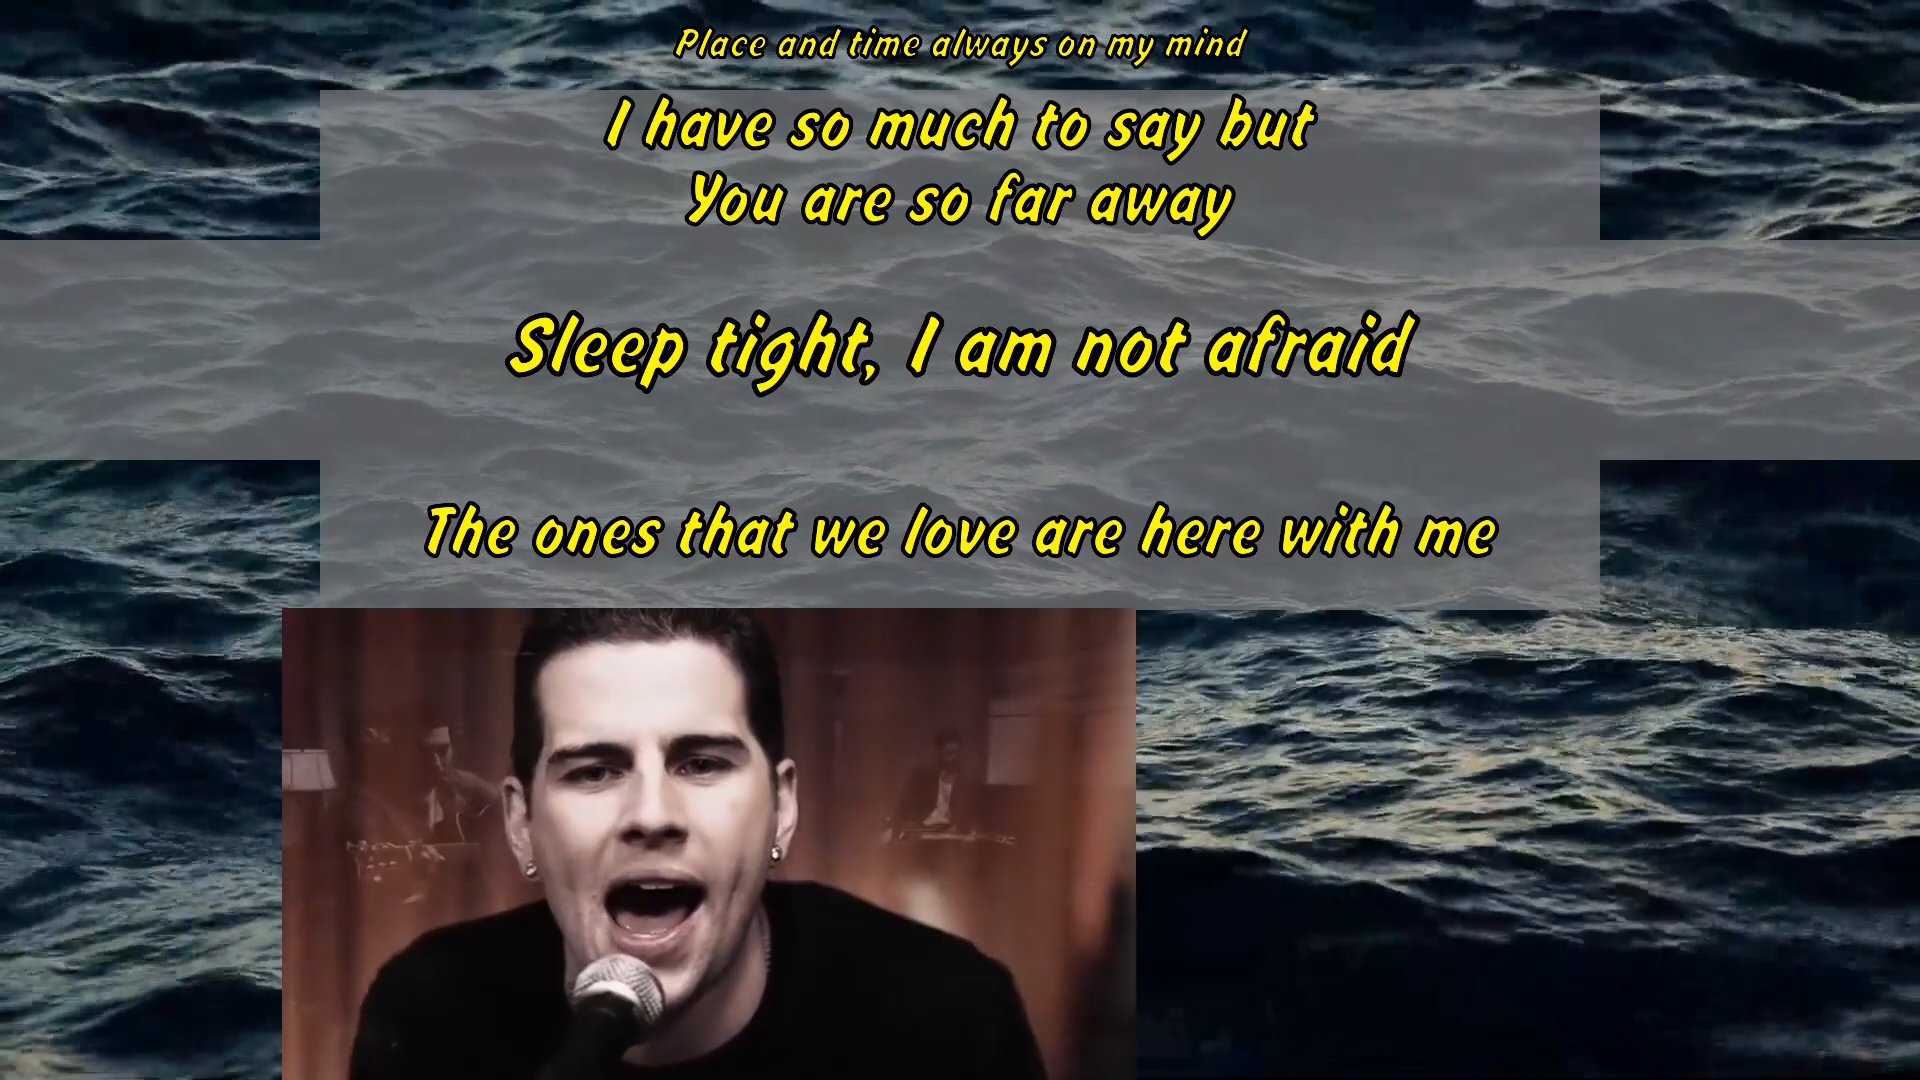 Place and time always on my mind
I have so much to say but
You are so far away
Sleep tight, I am not afraid
The ones that we love are here with me